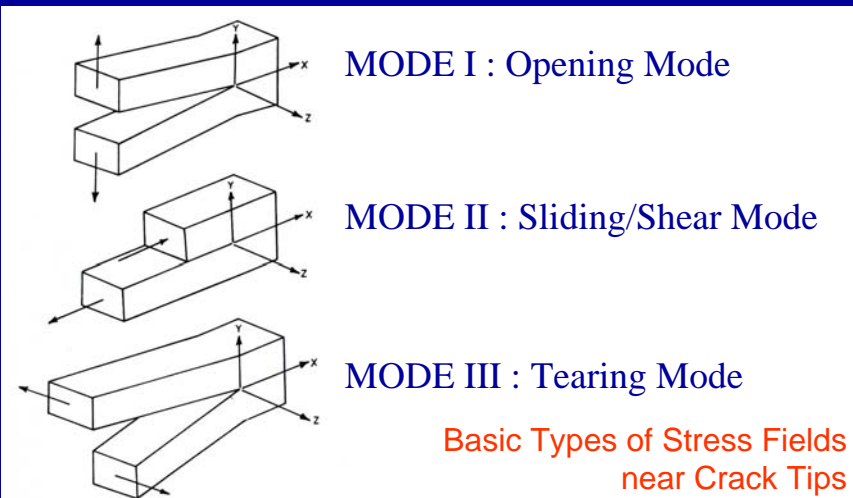 Y
X
Z
MODE I : Opening Mode
Y
X
Z
MODE II : Sliding/Shear Mode
Y
X
Z
MODE III : Tearing Mode
Basic Types of Stress Fields
near Crack Tips